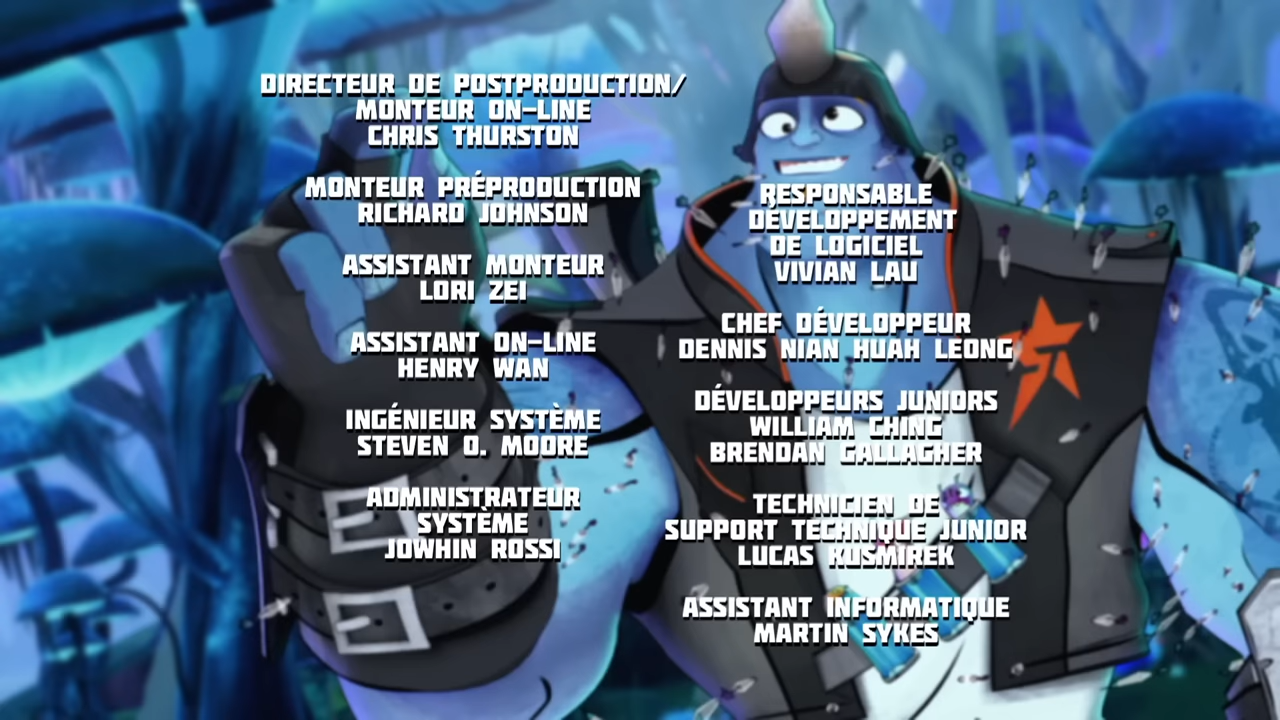 DIRECTEUR DE POSTPRODUCTION/
MONTEUR ON-LINE
CHRIS THURSTON
MONTEUR PRÉPRODUCTION
RICHARD JOHNSON
ASSISTANT MONTEUR
LORI ZEI
ASSISTANT ON-LINE
HENRY WAN
INGÉNIEUR SYSTÈME
STEVEN O. MOORE
ADMINISTRATEUR
SYSTÈME
JOWHIN ROSSI
RESPONSABLE
DÉVELOPPEMENT
DE LOGICIEL
VIVIAN LAU
CHEF DÉVELOPPEUR
DENNIS NIAN HUAH LEONG
DÉVELOPPEURS JUNIORS
WILLIAM CHING
BRENDAN GALLAGHER
TECHNICIEN DE
SUPPORT TECHNIQUE JUNIOR
LUCAS KUSMIREK
ASSISTANT INFORMATIQUE
MARTIN SYKES